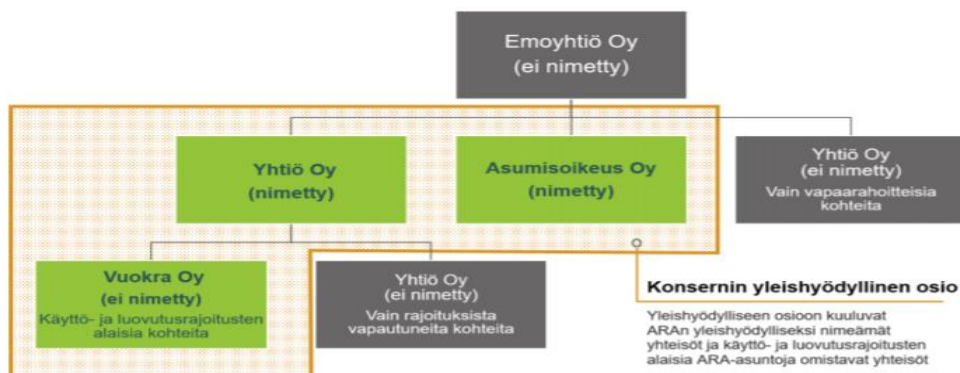 Emoyhtiö Oy
(ei nimetty)
Yhtiö Oy
(nimetty)
Asumisoikeus Oy
(nimetty)
Yhtiö Oy
(ei nimetty)
Vain vapaarahoitteisia
kohteita
Vuokra Oy
(ei nimetty)
Käyttö- ja luovutusrajoitusten
alaisia kohteita
Yhtiö Oy
(ei nimetty)
Vain rajoituksista
vapautuneita kohteita
Konsernin yleishyödyllinen osio
Yleishyödylliseen osioon kuuluvat
ARAn yleishyödylliseksi nimeämät
yhteisöt ja käyttö- ja luovutusrajoitusten
alaisia ARA-asuntoja omistavat yhteisöt